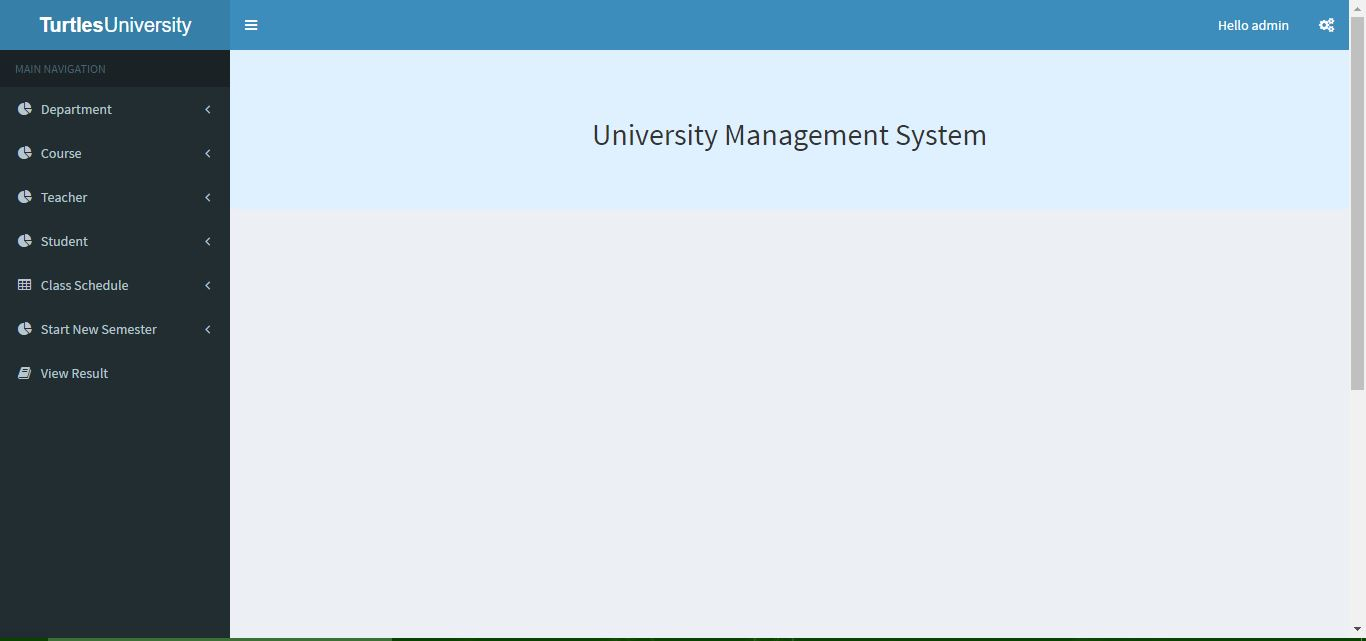 TurtlesUniversity
Hello admin
MAIN NAVIGATION
Department
Course
Teacher
Student
Class Schedule
Start New Semester
View Result
University Management System